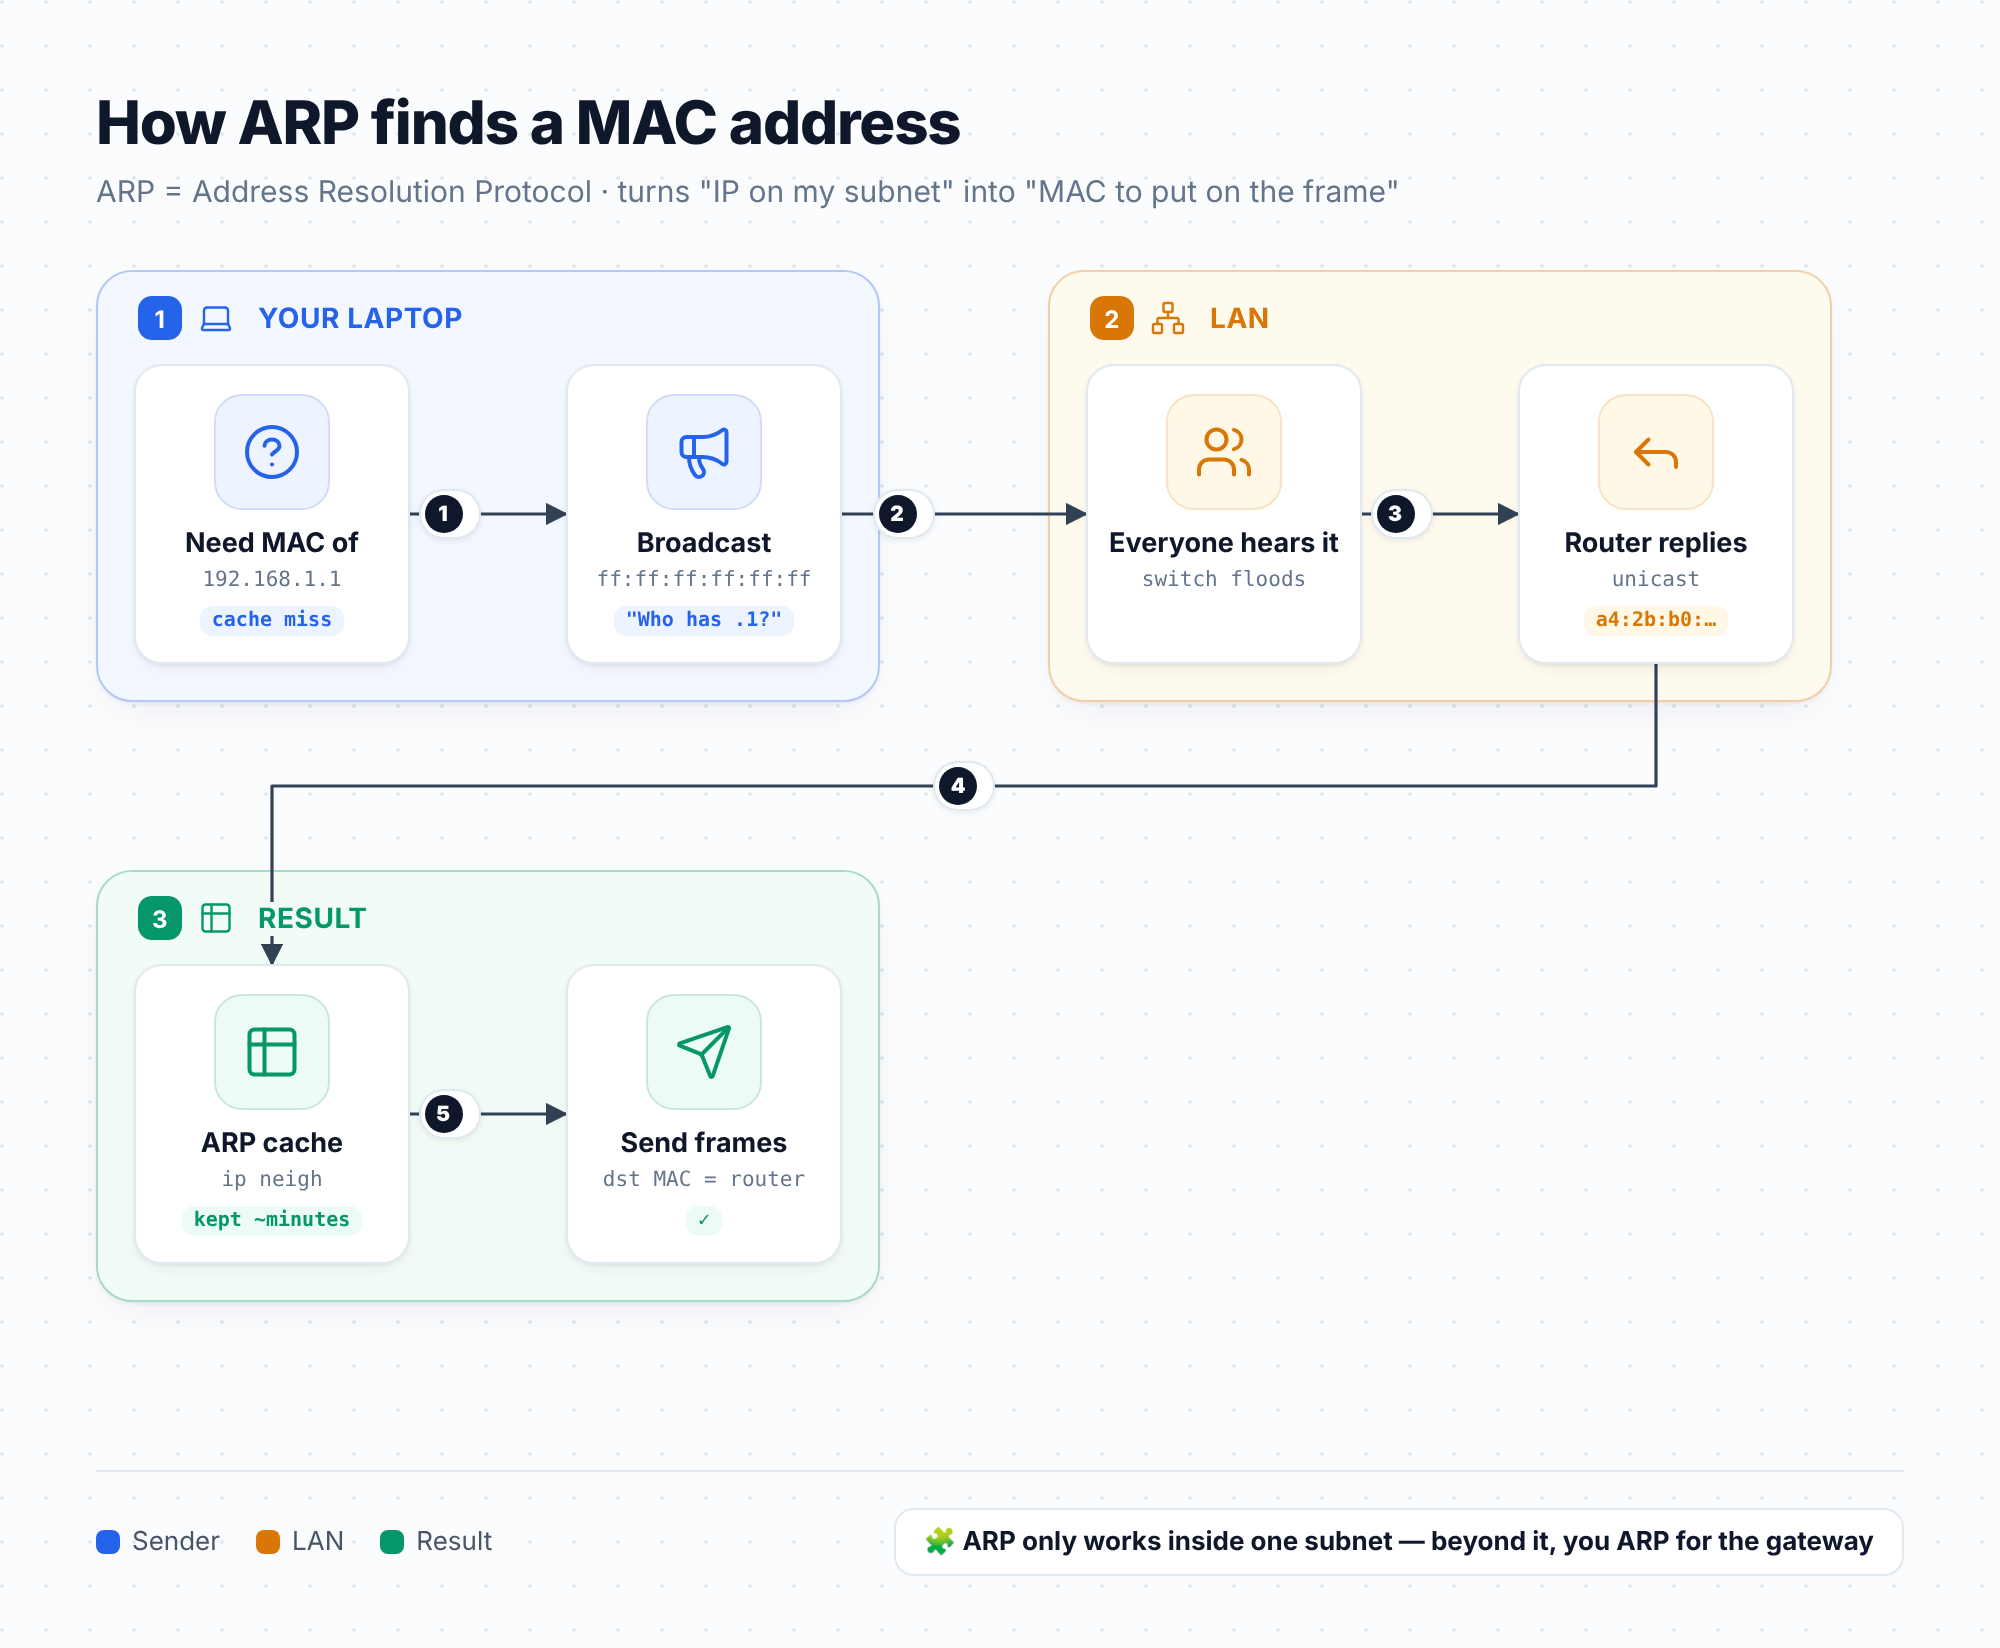 How ARP finds a MAC address
ARP = Address Resolution Protocol · turns "IP on my subnet" into "MAC to put on the frame"
1 YOUR LAPTOP
Need MAC of
192.168.1.1
cache miss
1
Broadcast
ff:ff:ff:ff:ff:ff
"Who has .1?"
2
2 LAN
Everyone hears it
switch floods
3
Router replies
unicast
a4:2b:b0:…
4
3 RESULT
ARP cache
ip neigh
kept ~minutes
5
Send frames
dst MAC = router
✓
Sender LAN Result
🧩 ARP only works inside one subnet — beyond it, you ARP for the gateway